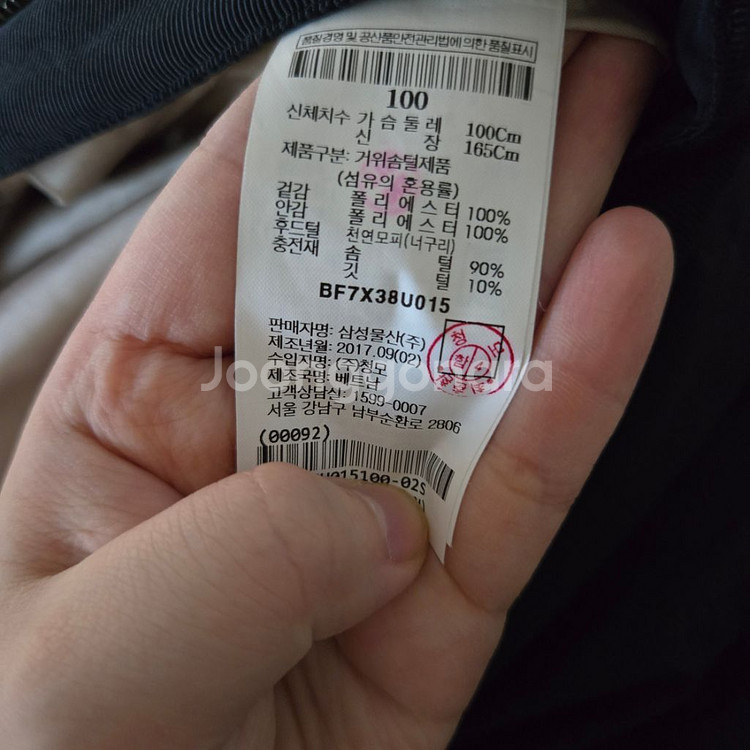 품질경영 및 공산품안전관리법에 의한 품질표시
100
신체치수 가슴둘레 100Cm
신 장 165Cm
제품구분: 거위솜털제품
(섬유의 혼용률)
겉감 폴리에스터 100%
안감 폴리에스터 100%
후드털 천연모피(너구리)
충전재 솜 털 90%
깃 털 10%
BF7X38U015
판매자명: 삼성물산(주)
제조년월: 2017.09(02)
수입자명: (주)청모
제조국명: 베트남
고객상담실 1599-0007
서울 강남구 남부순환로 2806
(00092)
U015100-02S
Joonggonara